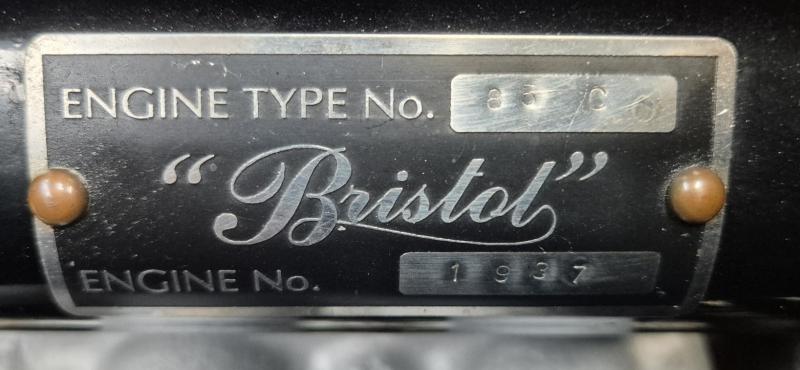 ENGINE TYPE No. 85 C
“Bristol”
ENGINE No. 1937